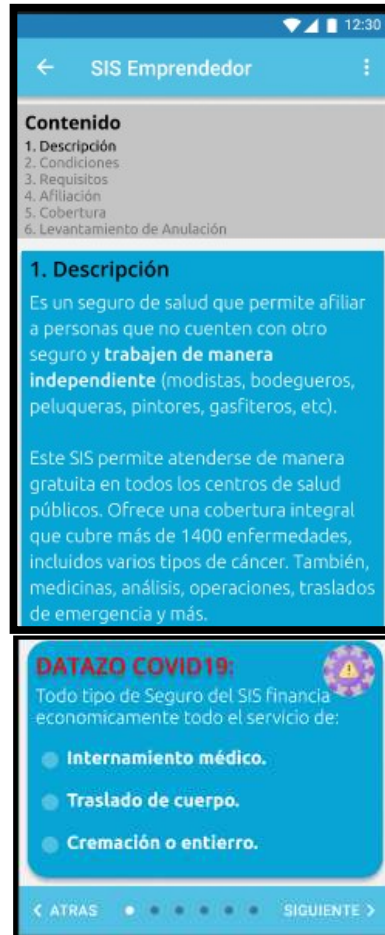 12:30
SIS Emprendedor
Contenido
1. Descripción
2. Condiciones
3. Requisitos
4. Afiliación
5. Cobertura
6. Levantamiento de Anulación
1. Descripción
Es un seguro de salud que permite afiliar
a personas que no cuenten con otro
seguro y trabajen de manera
independiente (modistas, bodegueros,
peluqueras, pintores, gasfiteros, etc).
Este SIS permite atenderse de manera
gratuita en todos los centros de salud
públicos. Ofrece una cobertura integral
que cubre más de 1400 enfermedades,
incluidos varios tipos de cáncer. También,
medicinas, análisis, operaciones, traslados
de emergencia y más.
DATAZO COVID19:
Todo tipo de Seguro del SIS financia
economicamente todo el servicio de:
Internamiento médico.
Traslado de cuerpo.
Cremación o entierro.
< ATRAS SIGUIENTE >